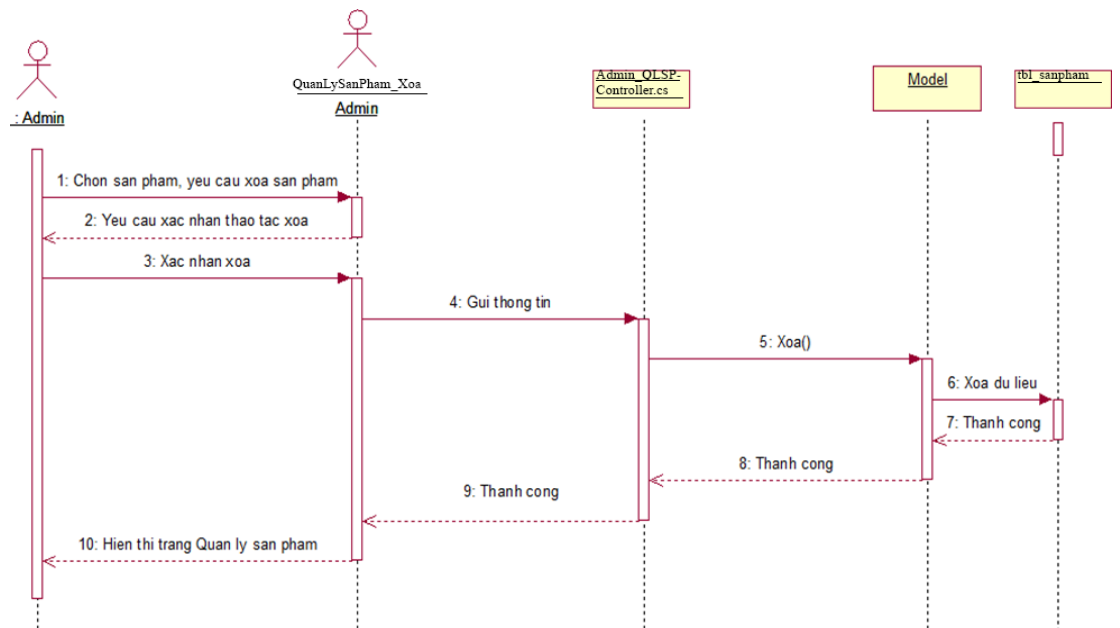 : Admin
QuanLySanPham_Xoa
Admin
Admin_QLSP-
Controller.cs
Model
tbl_sanpham
1: Chon san pham, yeu cau xoa san pham
2: Yeu cau xac nhan thao tac xoa
3: Xac nhan xoa
4: Gui thong tin
5: Xoa()
6: Xoa du lieu
7: Thanh cong
8: Thanh cong
9: Thanh cong
10: Hien thi trang Quan ly san pham